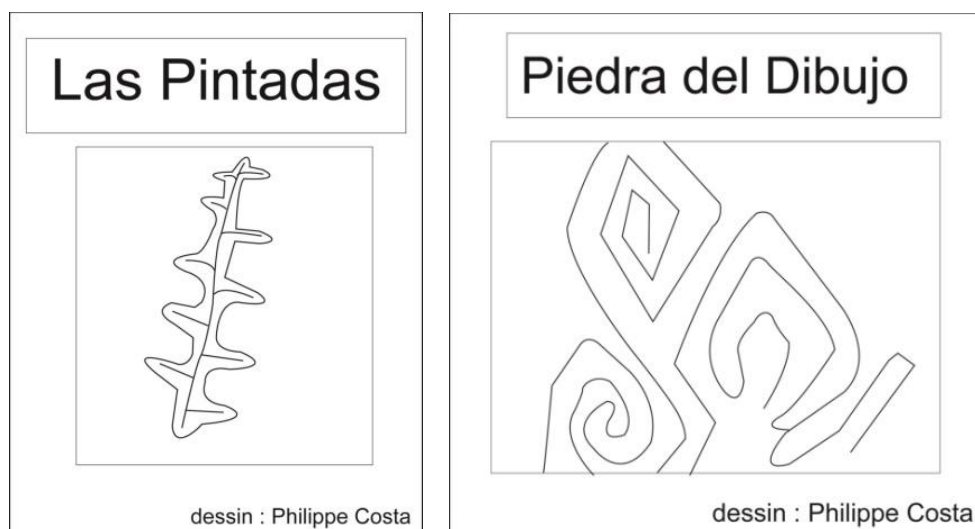 Las Pintadas
dessin : Philippe Costa
Piedra del Dibujo
dessin : Philippe Costa